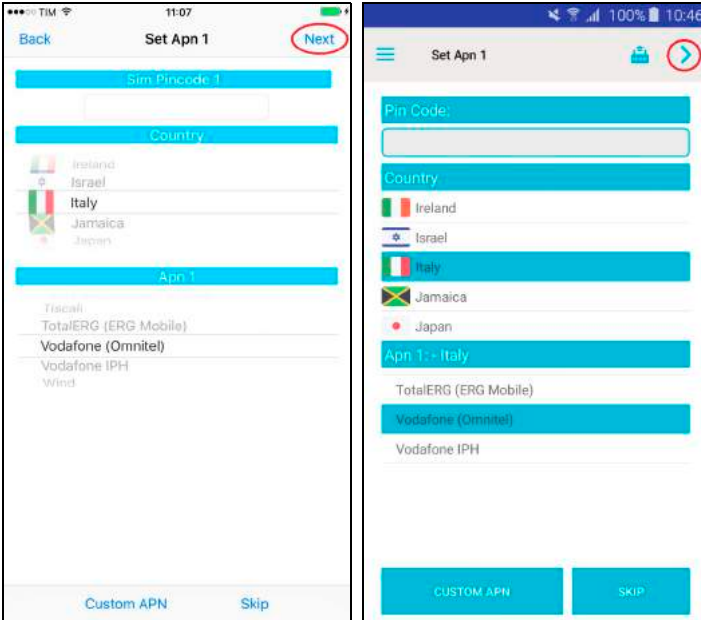 TIM 11:07
Back Set Apn 1 Next
Sim Pincode 1
Country
Ireland
Israel
Italy
Jamaica
Japan
Apn 1
Tiscali
TotalERG (ERG Mobile)
Vodafone (Omnitel)
Vodafone IPH
Wind
Custom APN Skip
100% 10:46
Set Apn 1
Pin Code:
Country
Ireland
Israel
Italy
Jamaica
Japan
Apn 1: - Italy
TotalERG (ERG Mobile)
Vodafone (Omnitel)
Vodafone IPH
CUSTOM APN SKIP